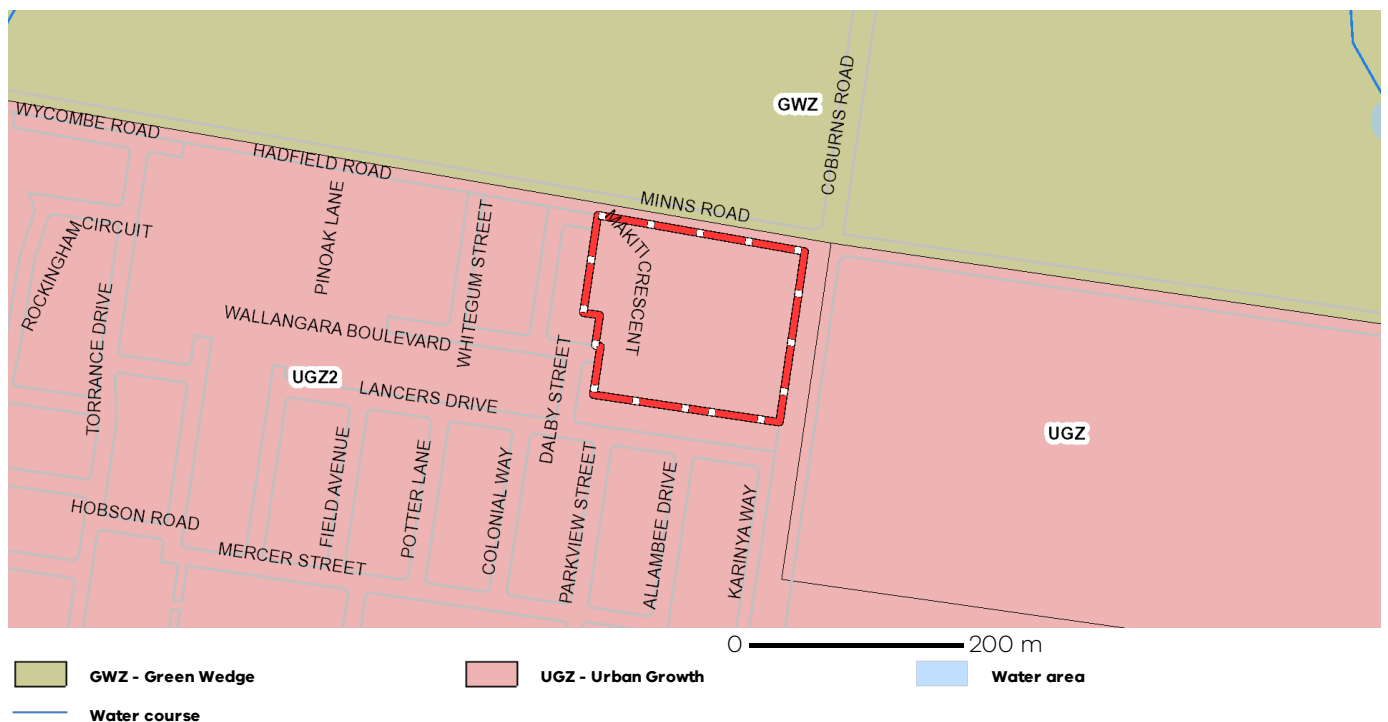 GWZ
COBURNS ROAD
WYCOMBE ROAD
HADFIELD ROAD
MINNS ROAD
MAKITI CRESCENT
PINOAK LANE
WHITEGUM STREET
CIRCUIT
ROCKINGHAM
TORRANCE DRIVE
WALLANGARA BOULEVARD
UGZ2
LANCERS DRIVE
DALBY STREET
UGZ
FIELD AVENUE
POTTER LANE
COLONIAL WAY
PARKVIEW STREET
ALLAMBEE DRIVE
KARINYA WAY
HOBSON ROAD
MERCER STREET
0 200 m
GWZ - Green Wedge
UGZ - Urban Growth
Water area
Water course